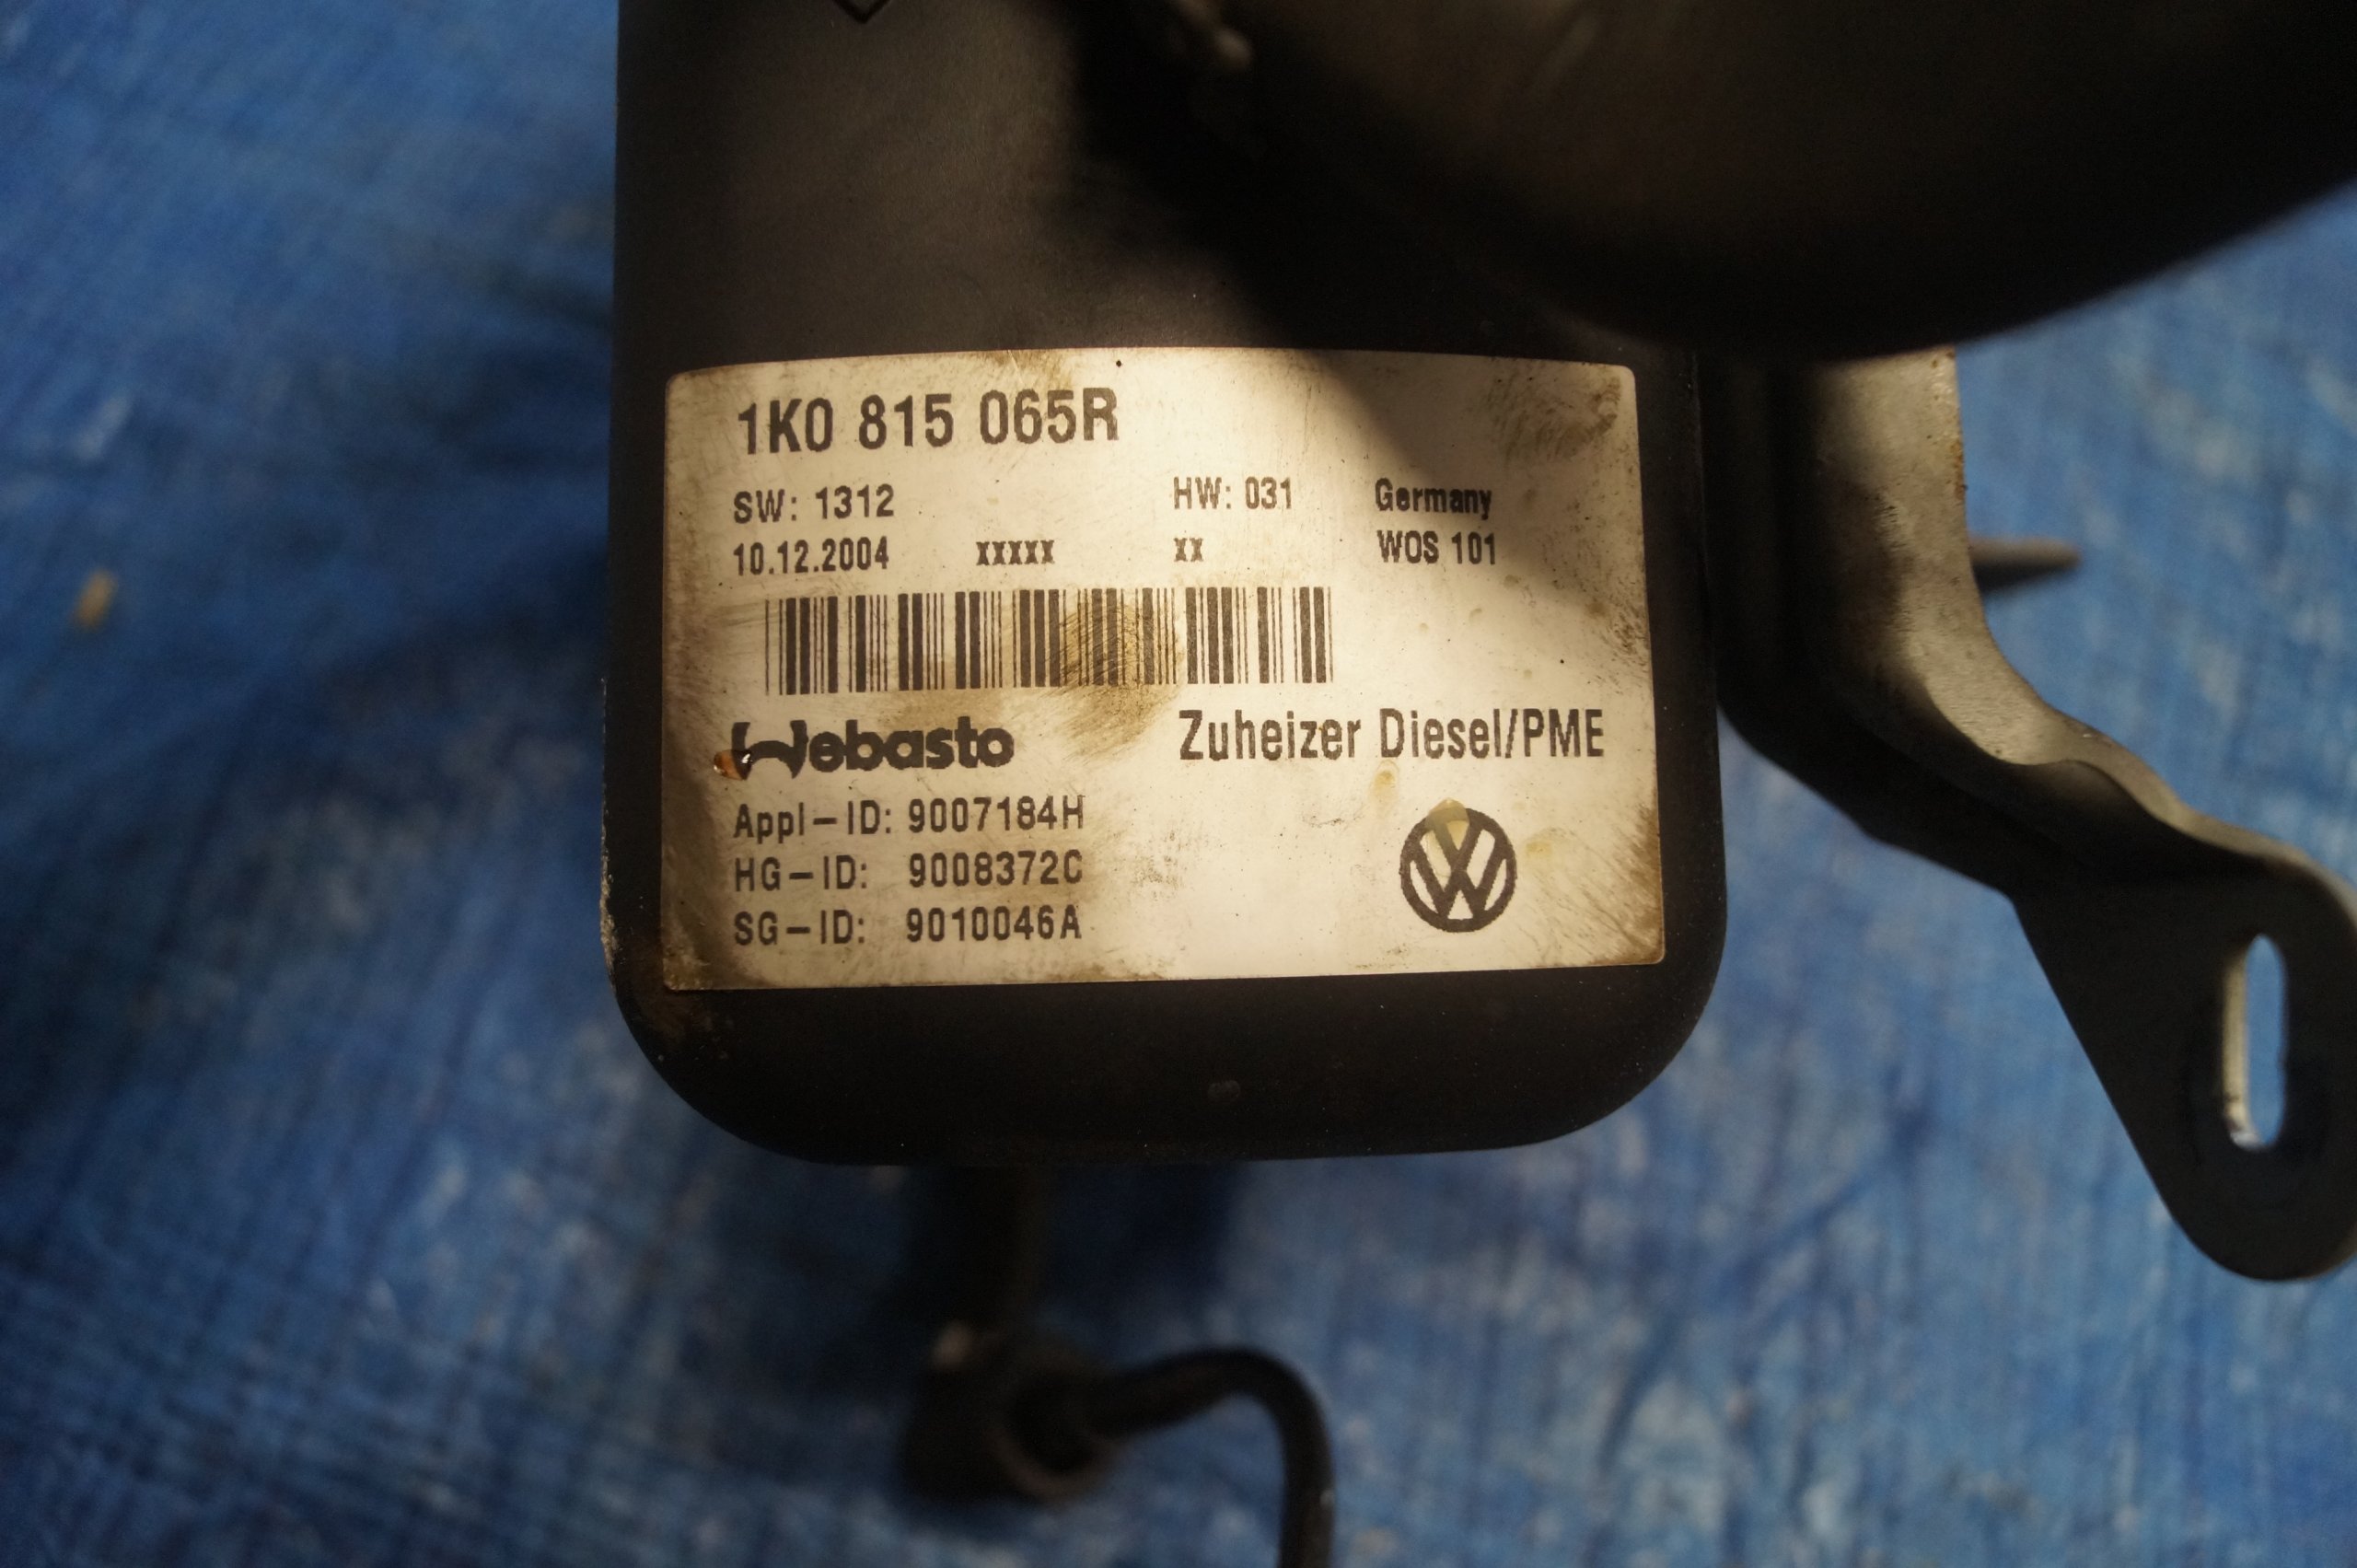 1K0 815 065R
SW: 1312 HW: 031 Germany
10.12.2004 xxxxx xx WOS 101
Webasto Zuheizer Diesel/PME
Appl-ID: 9007184H
HG-ID: 9008372C
SG-ID: 9010046A
VW